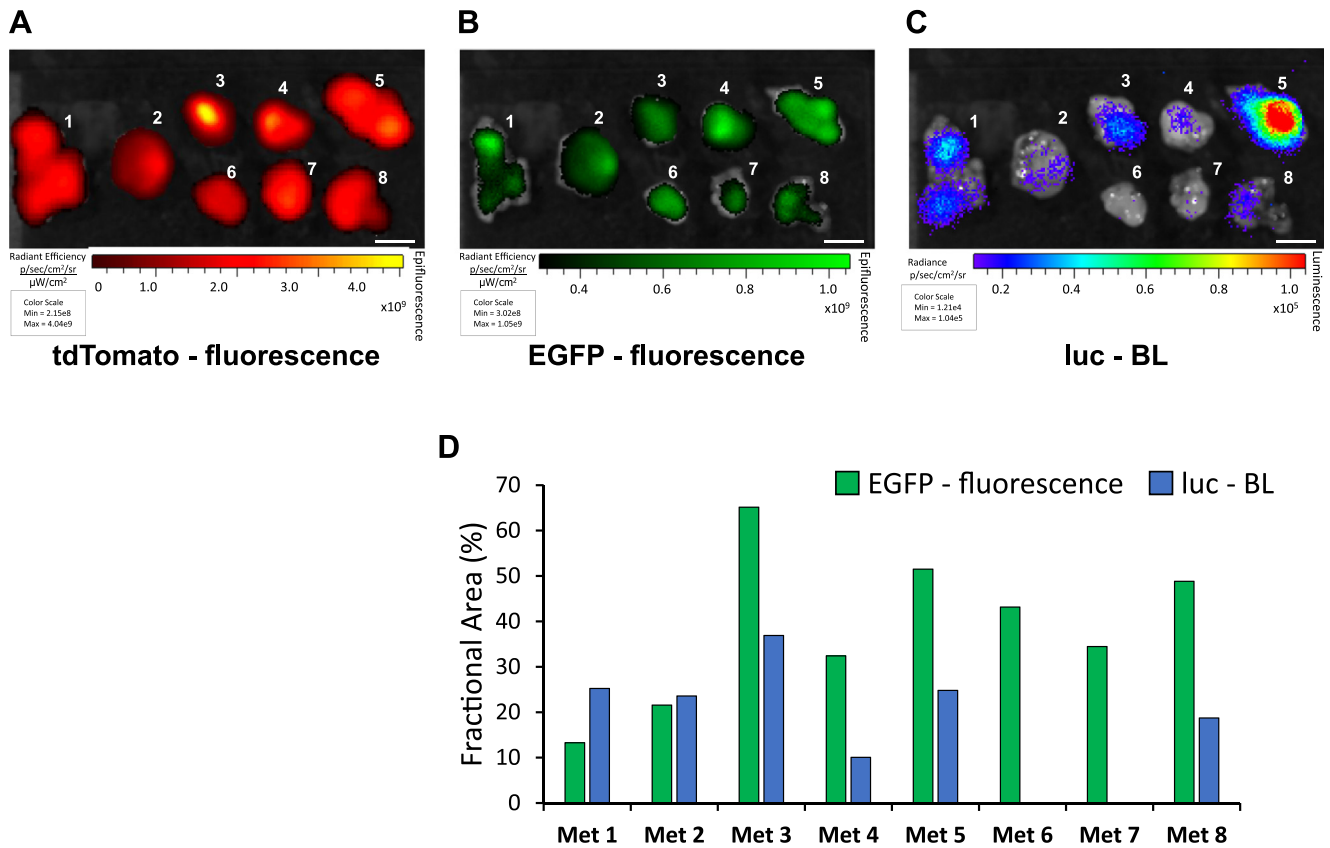 A
1
2
3
4
5
6
7
8
Radiant Efficiency
p/sec/cm²/sr
µW/cm²
0 1.0 2.0 3.0 4.0
x10⁹
Epifluorescence
Color Scale
Min = 2.15e8
Max = 4.04e9
tdTomato - fluorescence
B
1
2
3
4
5
6
7
8
Radiant Efficiency
p/sec/cm²/sr
µW/cm²
0.4 0.6 0.8 1.0
x10⁹
Epifluorescence
Color Scale
Min = 3.02e8
Max = 1.05e9
EGFP - fluorescence
C
1
2
3
4
5
6
7
8
Radiance
p/sec/cm²/sr
0.2 0.4 0.6 0.8 1.0
x10⁵
Luminescence
Color Scale
Min = 1.21e4
Max = 1.04e5
luc - BL
D
EGFP - fluorescence luc - BL
Fractional Area (%)
70
60
50
40
30
20
10
0
Met 1 Met 2 Met 3 Met 4 Met 5 Met 6 Met 7 Met 8